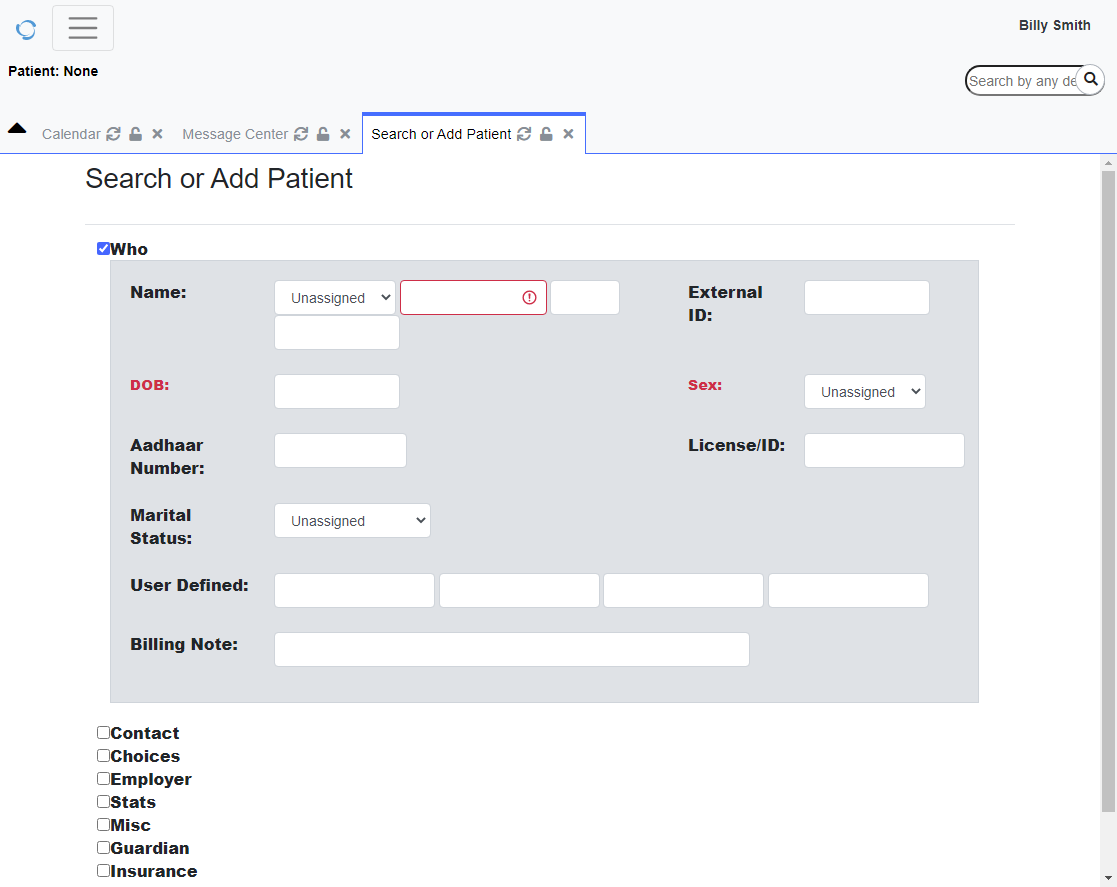 Billy Smith
Patient: None
Search by any de
Calendar Message Center Search or Add Patient
Search or Add Patient
Who
Name: Unassigned External ID:
DOB: Sex: Unassigned
Aadhaar Number: License/ID:
Marital Status: Unassigned
User Defined:
Billing Note:
Contact
Choices
Employer
Stats
Misc
Guardian
Insurance